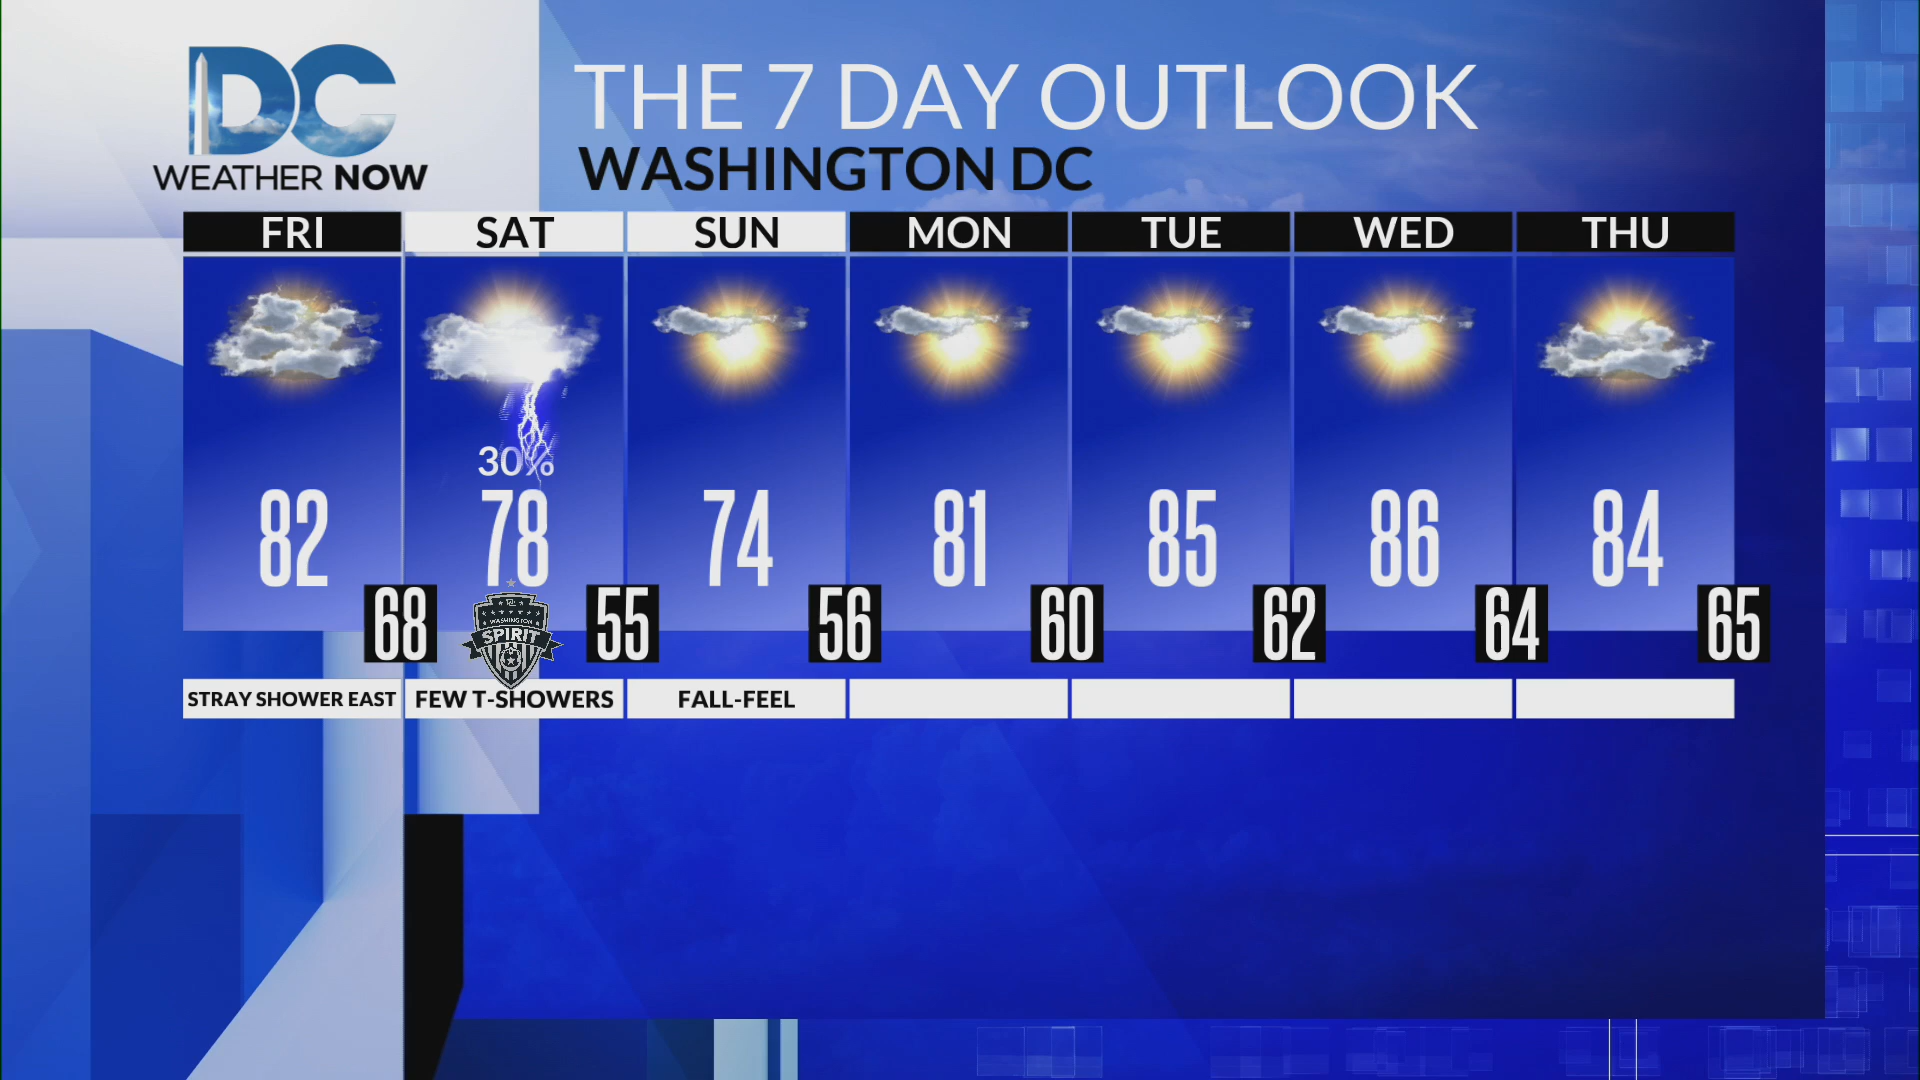 DC
WEATHER NOW
THE 7 DAY OUTLOOK
WASHINGTON DC
FRI SAT SUN MON TUE WED THU
30%
82 78 74 81 85 86 84
68 55 56 60 62 64 65
WASHINGTON
SPIRIT
STRAY SHOWER EAST FEW T-SHOWERS FALL-FEEL